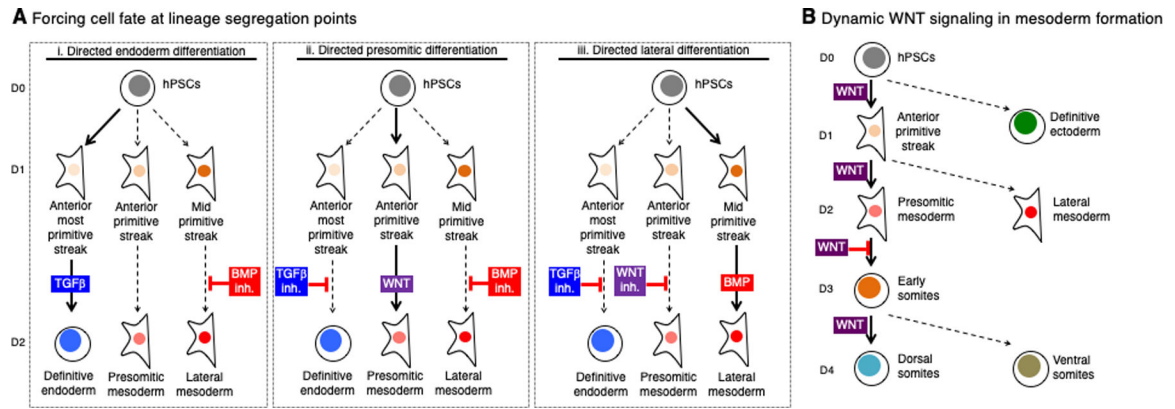 A Forcing cell fate at lineage segregation points
i. Directed endoderm differentiation
D0
hPSCs
D1
Anterior
most
primitive
streak
Anterior
primitive
streak
Mid
primitive
streak
TGFβ
BMP
inh.
D2
Definitive
endoderm
Presomitic
mesoderm
Lateral
mesoderm
ii. Directed presomitic differentiation
hPSCs
Anterior
most
primitive
streak
Anterior
primitive
streak
Mid
primitive
streak
TGFβ
inh.
WNT
BMP
inh.
Definitive
endoderm
Presomitic
mesoderm
Lateral
mesoderm
iii. Directed lateral differentiation
hPSCs
Anterior
most
primitive
streak
Anterior
primitive
streak
Mid
primitive
streak
TGFβ
inh.
WNT
inh.
BMP
Definitive
endoderm
Presomitic
mesoderm
Lateral
mesoderm
B Dynamic WNT signaling in mesoderm formation
D0
hPSCs
WNT
D1
Anterior
primitive
streak
Definitive
ectoderm
WNT
D2
Presomitic
mesoderm
Lateral
mesoderm
WNT
D3
Early
somites
WNT
D4
Dorsal
somites
Ventral
somites